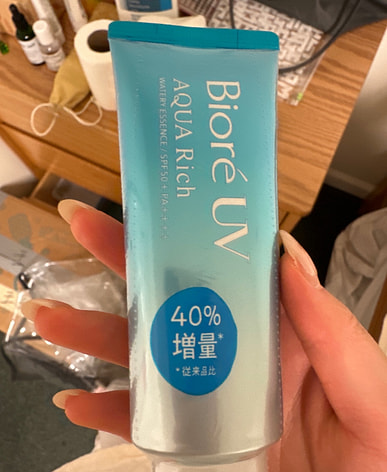 Bioré UV
AQUA Rich
WATERY ESSENCE / SPF50+ PA++++
40%
増量*
*従来品比